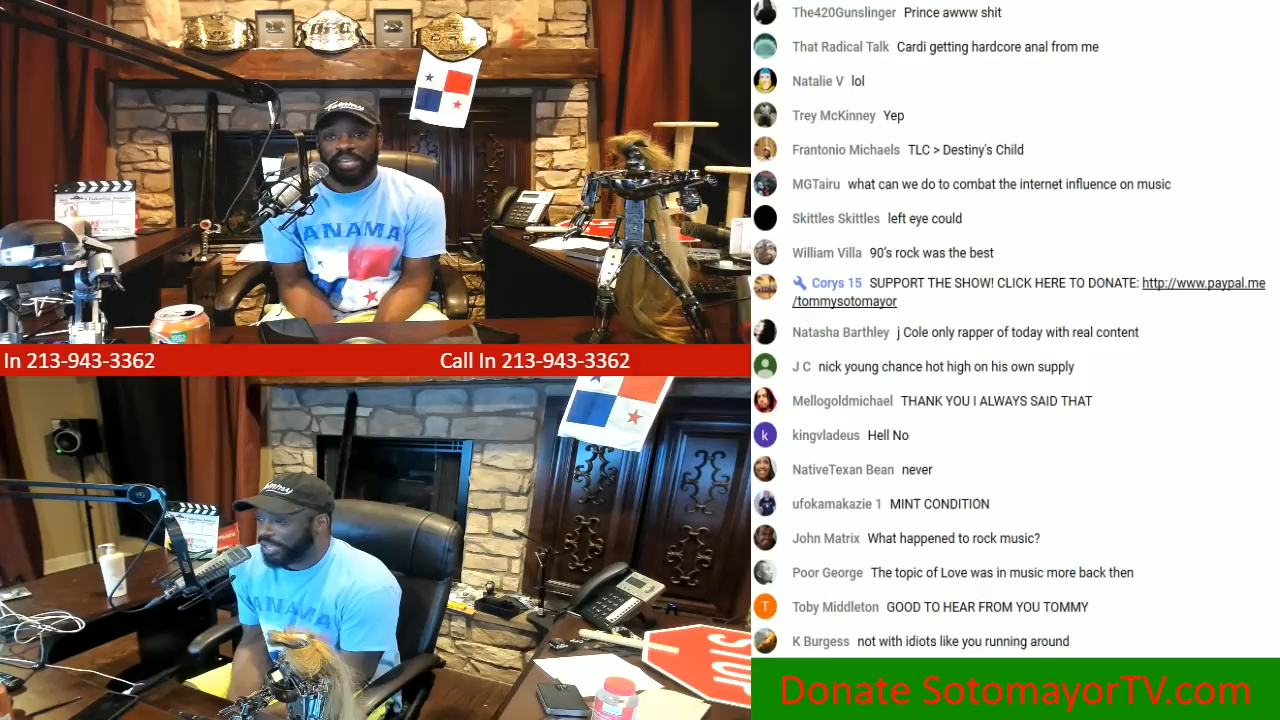 Tommy
PANAMA
In 213-943-3362
Call In 213-943-3362
Tommy
PANAMA
STOP
The420Gunslinger Prince awww shit
That Radical Talk Cardi getting hardcore anal from me
Natalie V lol
Trey McKinney Yep
Frantonio Michaels TLC > Destiny's Child
MGTairu what can we do to combat the internet influence on music
Skittles Skittles left eye could
William Villa 90's rock was the best
Corys 15 SUPPORT THE SHOW! CLICK HERE TO DONATE: http://www.paypal.me
/tommysotomayor
Natasha Barthley j Cole only rapper of today with real content
J C nick young chance hot high on his own supply
Mellogoldmichael THANK YOU I ALWAYS SAID THAT
k
kingvladeus Hell No
NativeTexan Bean never
ufokamakazie 1 MINT CONDITION
John Matrix What happened to rock music?
Poor George The topic of Love was in music more back then
T
Toby Middleton GOOD TO HEAR FROM YOU TOMMY
K Burgess not with idiots like you running around
Donate SotomayorTV.com